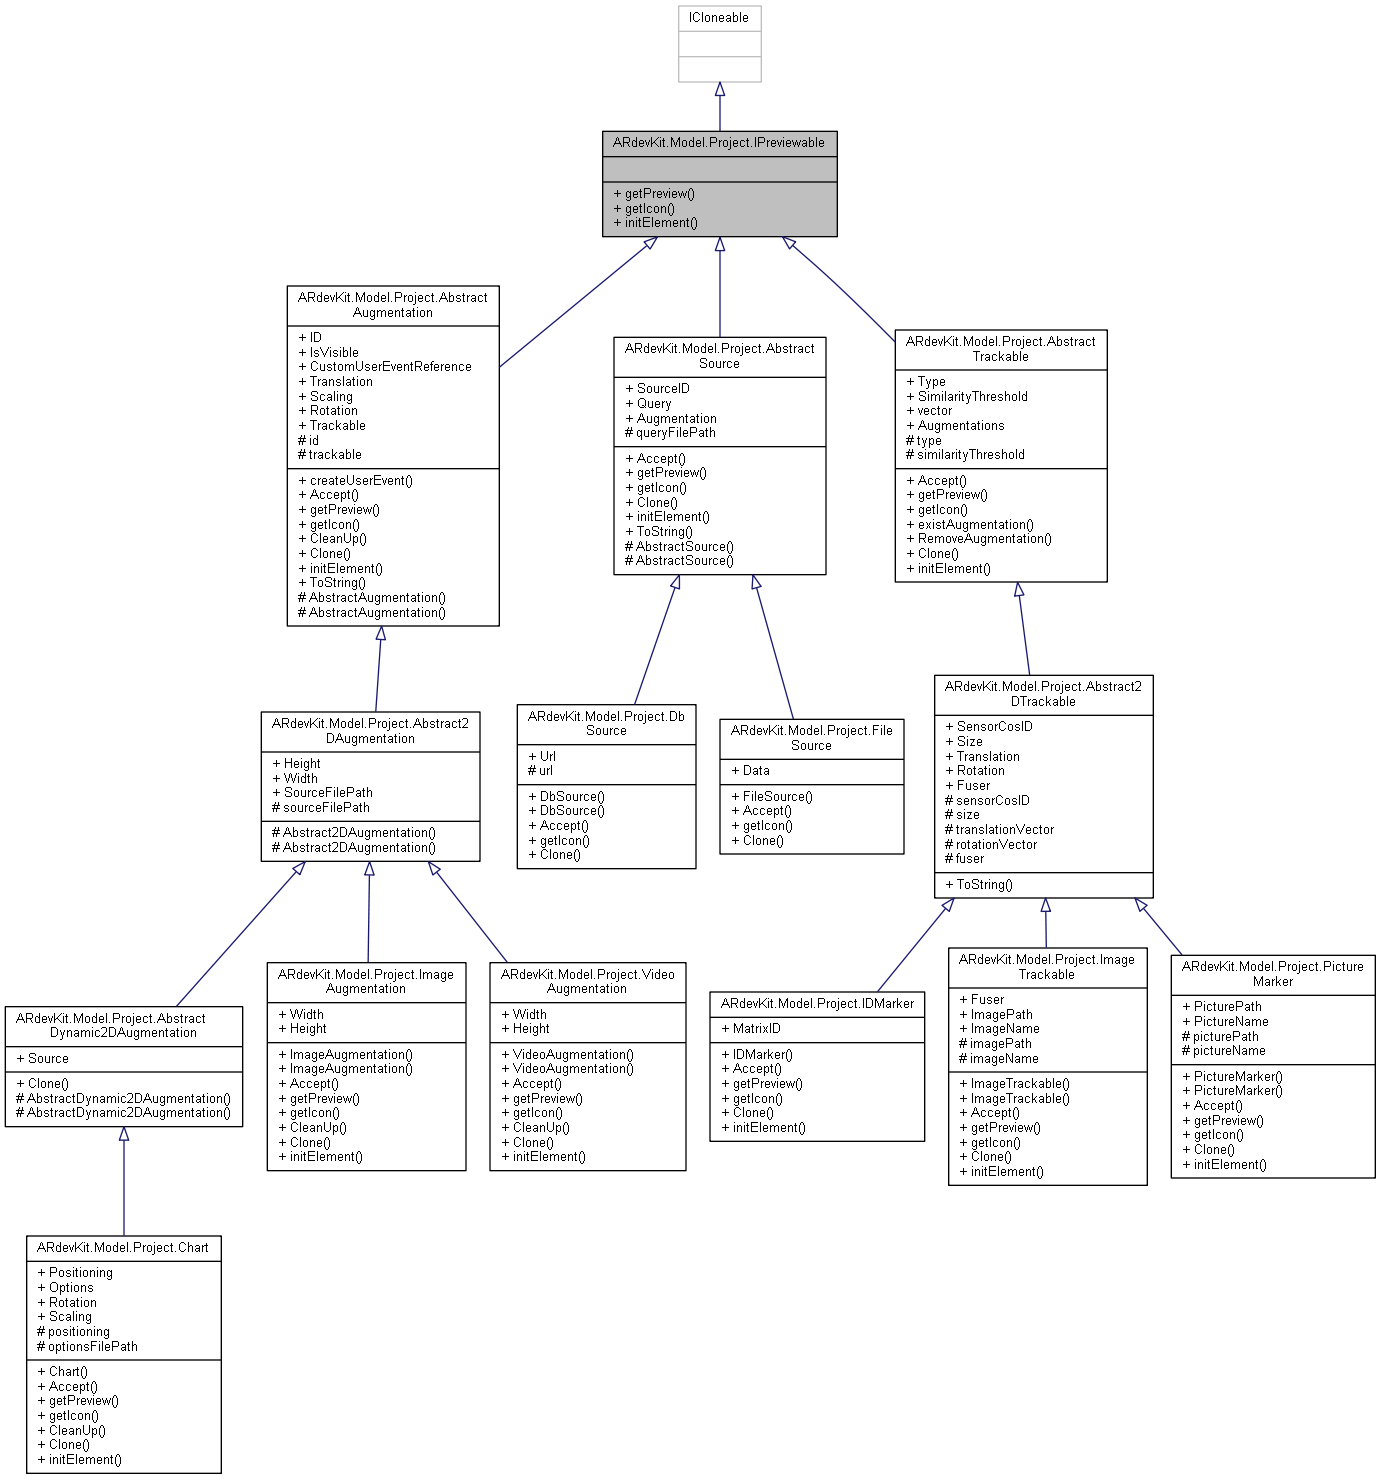 ICloneable
ARdevKit.Model.Project.IPreviewable
+ getPreview()
+ getIcon()
+ initElement()
ARdevKit.Model.Project.Abstract
Augmentation
+ ID
+ IsVisible
+ CustomUserEventReference
+ Translation
+ Scaling
+ Rotation
+ Trackable
# id
# trackable
+ createUserEvent()
+ Accept()
+ getPreview()
+ getIcon()
+ CleanUp()
+ Clone()
+ initElement()
+ ToString()
# AbstractAugmentation()
# AbstractAugmentation()
ARdevKit.Model.Project.Abstract
Source
+ SourceID
+ Query
+ Augmentation
# queryFilePath
+ Accept()
+ getPreview()
+ getIcon()
+ Clone()
+ initElement()
+ ToString()
# AbstractSource()
# AbstractSource()
ARdevKit.Model.Project.Abstract
Trackable
+ Type
+ SimilarityThreshold
+ vector
+ Augmentations
# type
# similarityThreshold
+ Accept()
+ getPreview()
+ getIcon()
+ existAugmentation()
+ RemoveAugmentation()
+ Clone()
+ initElement()
ARdevKit.Model.Project.Abstract2
DAugmentation
+ Height
+ Width
+ SourceFilePath
# sourceFilePath
# Abstract2DAugmentation()
# Abstract2DAugmentation()
ARdevKit.Model.Project.Db
Source
+ Url
# url
+ DbSource()
+ DbSource()
+ Accept()
+ getIcon()
+ Clone()
ARdevKit.Model.Project.File
Source
+ Data
+ FileSource()
+ Accept()
+ getIcon()
+ Clone()
ARdevKit.Model.Project.Abstract2
DTrackable
+ SensorCosID
+ Size
+ Translation
+ Rotation
+ Fuser
# sensorCosID
# size
# translationVector
# rotationVector
# fuser
+ ToString()
ARdevKit.Model.Project.Abstract
Dynamic2DAugmentation
+ Source
+ Clone()
# AbstractDynamic2DAugmentation()
# AbstractDynamic2DAugmentation()
ARdevKit.Model.Project.Image
Augmentation
+ Width
+ Height
+ ImageAugmentation()
+ ImageAugmentation()
+ Accept()
+ getPreview()
+ getIcon()
+ CleanUp()
+ Clone()
+ initElement()
ARdevKit.Model.Project.Video
Augmentation
+ Width
+ Height
+ VideoAugmentation()
+ VideoAugmentation()
+ Accept()
+ getPreview()
+ getIcon()
+ CleanUp()
+ Clone()
+ initElement()
ARdevKit.Model.Project.IDMarker
+ MatrixID
+ IDMarker()
+ Accept()
+ getPreview()
+ getIcon()
+ Clone()
+ initElement()
ARdevKit.Model.Project.Image
Trackable
+ Fuser
+ ImagePath
+ ImageName
# imagePath
# imageName
+ ImageTrackable()
+ ImageTrackable()
+ Accept()
+ getPreview()
+ getIcon()
+ Clone()
+ initElement()
ARdevKit.Model.Project.Picture
Marker
+ PicturePath
+ PictureName
# picturePath
# pictureName
+ PictureMarker()
+ PictureMarker()
+ Accept()
+ getPreview()
+ getIcon()
+ Clone()
+ initElement()
ARdevKit.Model.Project.Chart
+ Positioning
+ Options
+ Rotation
+ Scaling
# positioning
# optionsFilePath
+ Chart()
+ Accept()
+ getPreview()
+ getIcon()
+ CleanUp()
+ Clone()
+ initElement()